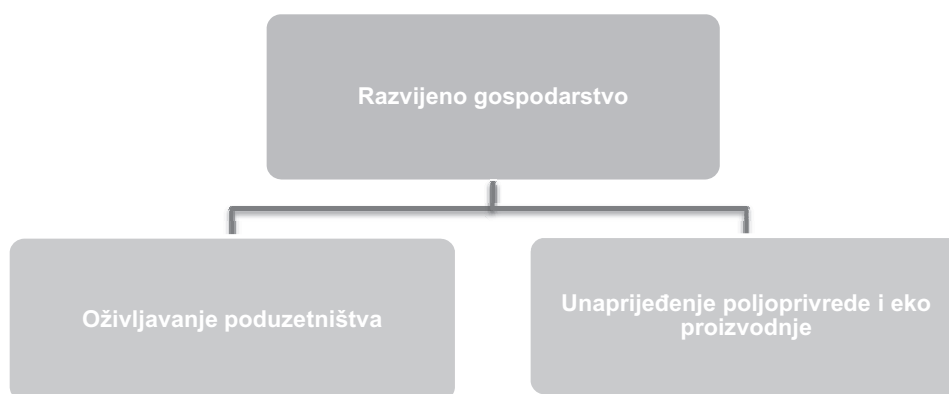 Razvijeno gospodarstvo
Oživljavanje poduzetništva
Unaprijeđenje poljoprivrede i eko
proizvodnje